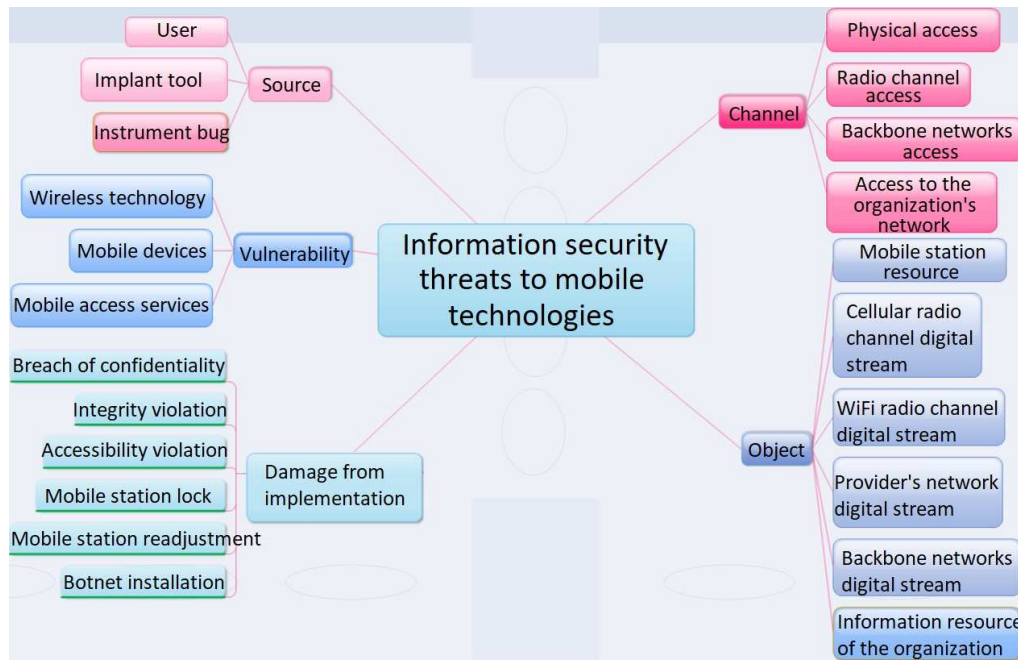 User
Implant tool
Source
Instrument bug
Wireless technology
Mobile devices
Vulnerability
Mobile access services
Breach of confidentiality
Integrity violation
Accessibility violation
Mobile station lock
Mobile station readjustment
Botnet installation
Damage from
implementation
Information security
threats to mobile
technologies
Channel
Physical access
Radio channel
access
Backbone networks
access
Access to the
organization's
network
Object
Mobile station
resource
Cellular radio
channel digital
stream
WiFi radio channel
digital stream
Provider's network
digital stream
Backbone networks
digital stream
Information resource
of the organization